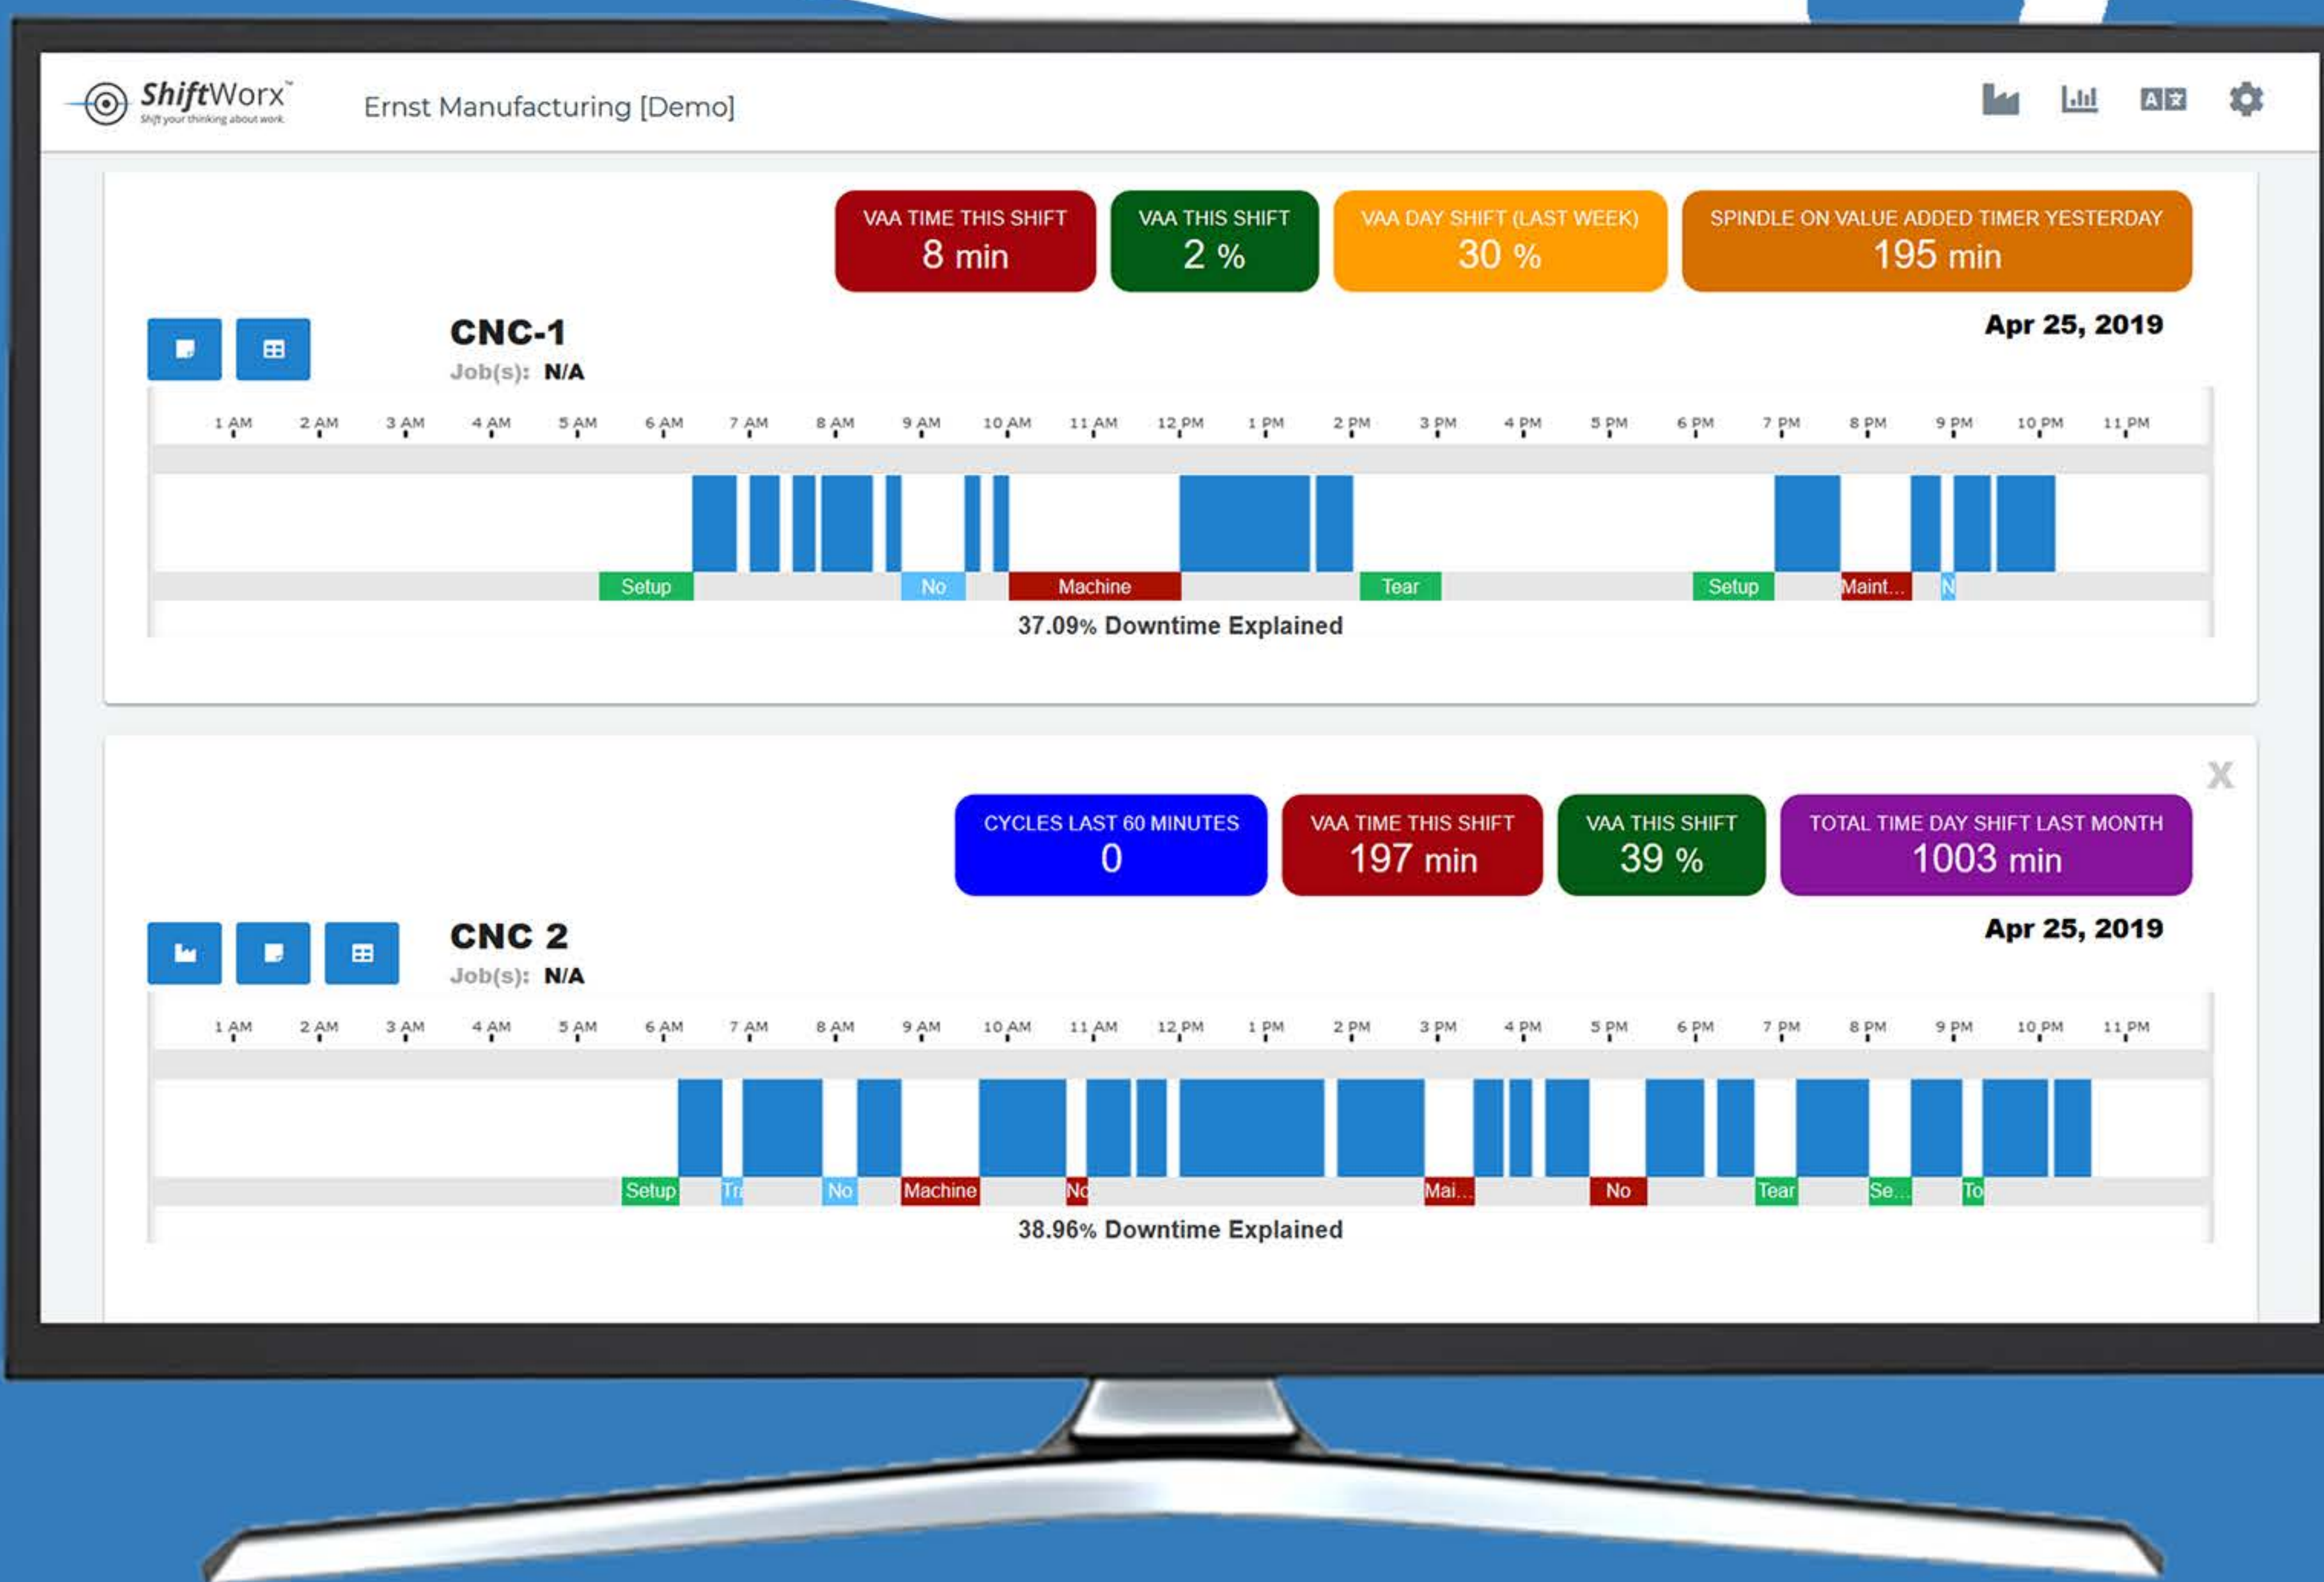 ShiftWorx™
Shift your thinking about work.
Ernst Manufacturing [Demo]
A 文
VAA TIME THIS SHIFT
8 min
VAA THIS SHIFT
2 %
VAA DAY SHIFT (LAST WEEK)
30 %
SPINDLE ON VALUE ADDED TIMER YESTERDAY
195 min
CNC-1
Job(s): N/A
Apr 25, 2019
1 AM 2 AM 3 AM 4 AM 5 AM 6 AM 7 AM 8 AM 9 AM 10 AM 11 AM 12 PM 1 PM 2 PM 3 PM 4 PM 5 PM 6 PM 7 PM 8 PM 9 PM 10 PM 11 PM
Setup No Machine Tear Setup Maint... N
37.09% Downtime Explained
X
CYCLES LAST 60 MINUTES
0
VAA TIME THIS SHIFT
197 min
VAA THIS SHIFT
39 %
TOTAL TIME DAY SHIFT LAST MONTH
1003 min
CNC 2
Job(s): N/A
Apr 25, 2019
1 AM 2 AM 3 AM 4 AM 5 AM 6 AM 7 AM 8 AM 9 AM 10 AM 11 AM 12 PM 1 PM 2 PM 3 PM 4 PM 5 PM 6 PM 7 PM 8 PM 9 PM 10 PM 11 PM
Setup Tr No Machine No Mai... No Tear Se... To
38.96% Downtime Explained